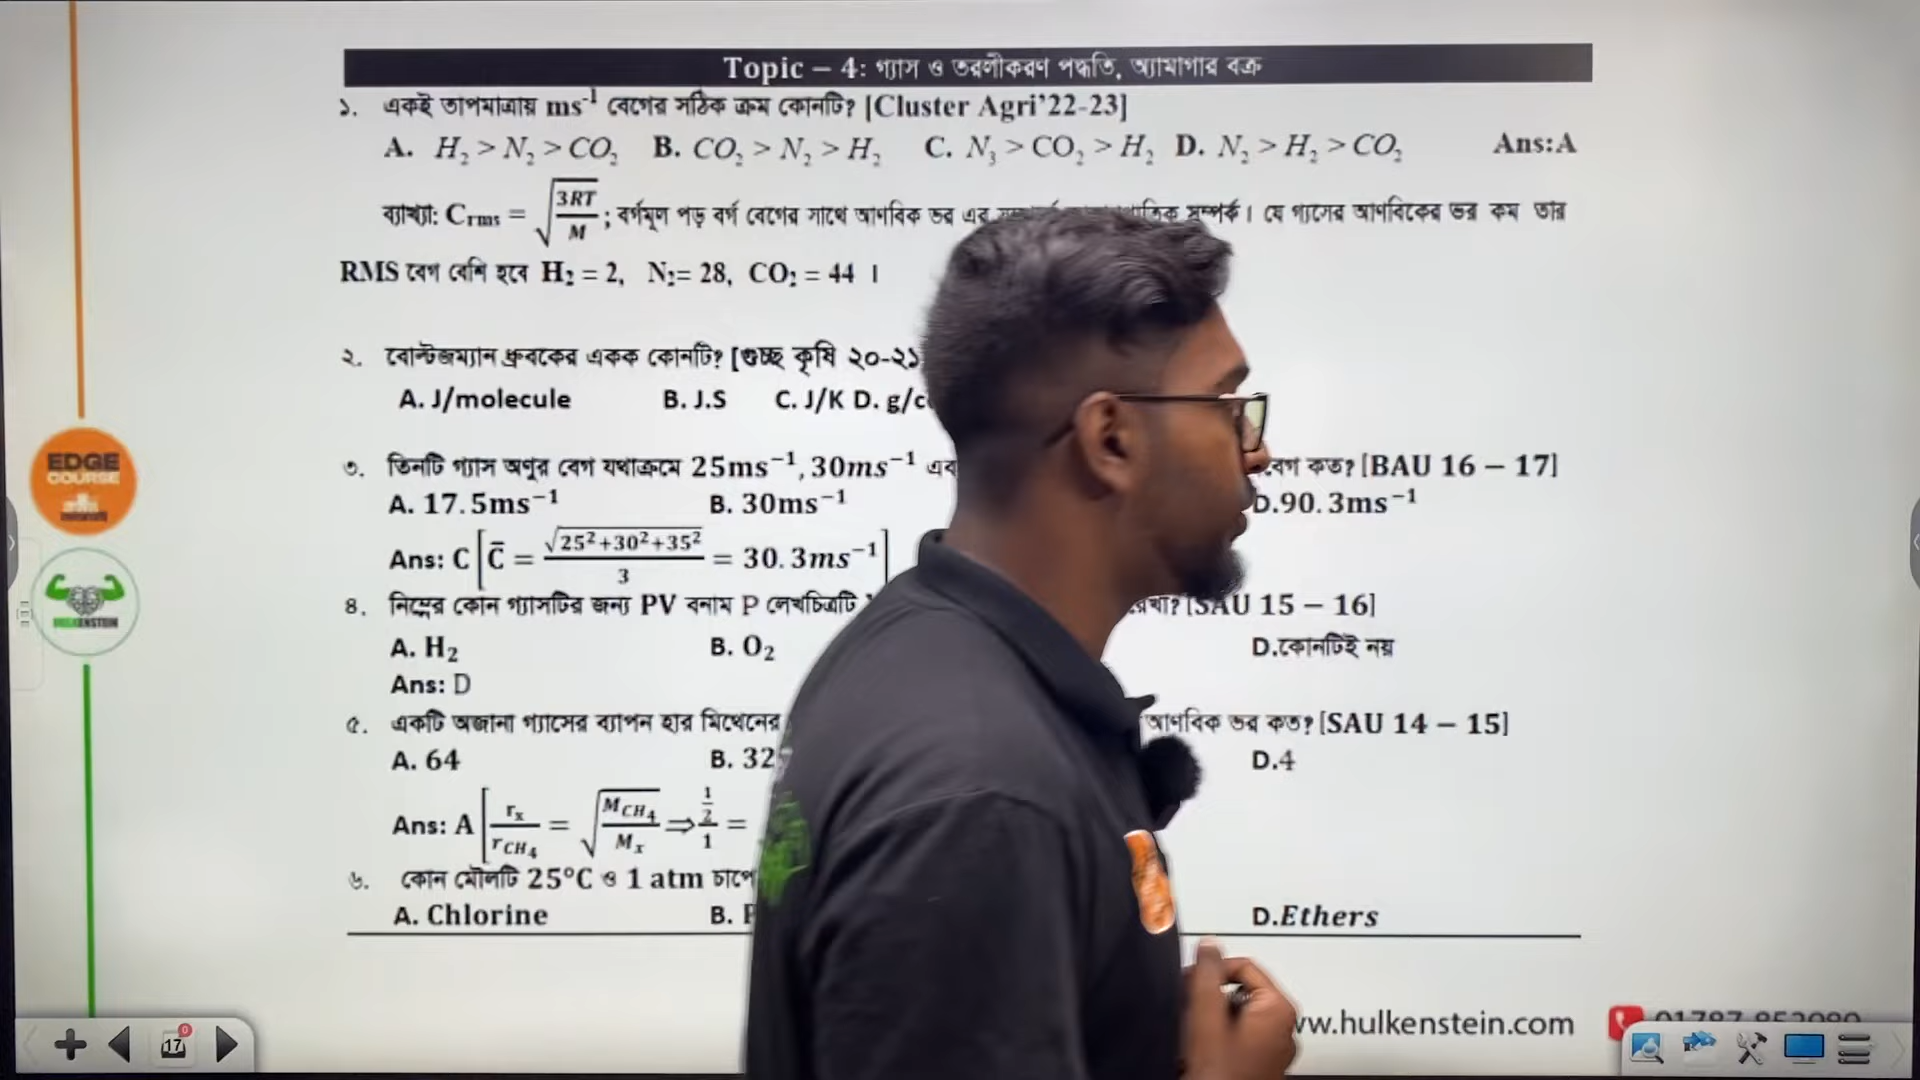 Topic – 4: গ্যাস ও তরলীকরণ পদ্ধতি, অ্যামাগার বক্র
১. একই তাপমাত্রায় ms⁻¹ বেগের সঠিক ক্রম কোনটি? [Cluster Agri’22-23]
A. H₂ > N₂ > CO₂ B. CO₂ > N₂ > H₂ C. N₃ > CO₂ > H₂ D. N₂ > H₂ > CO₂ Ans:A
ব্যাখ্যা: Crms = √(3RT/M) ; বর্গমূল গড় বর্গ বেগের সাথে আণবিক ভর এর সম্পর্ক। যে গ্যাসের আণবিকের ভর কম তার
RMS বেগ বেশি হবে H₂ = 2, N₂= 28, CO₂ = 44 ।
২. বোল্টজম্যান ধ্রুবকের একক কোনটি? [গুচ্ছ কৃষি ২০-২১
A. J/molecule B. J.S C. J/K D.
৩. তিনটি গ্যাস অণুর বেগ যথাক্রমে 25ms⁻¹, 30ms⁻¹ বেগ কত? [BAU 16 – 17]
A. 17.5ms⁻¹ B. 30ms⁻¹ D.90.3ms⁻¹
Ans: C [C̄ = √(25²+30²+35²)/3 = 30.3ms⁻¹]
৪. নিম্নের কোন গ্যাসটির জন্য PV বনাম P লেখচিত্রটি [SAU 15 – 16]
A. H₂ B. O₂ D.কোনটিই নয়
Ans: D
৫. একটি অজানা গ্যাসের ব্যাপন হার মিথেনের আণবিক ভর কত? [SAU 14 – 15]
A. 64 B. 32 D.4
Ans: A [rₓ/r_CH₄ = √(M_CH₄/Mₓ) ⇒ (1/2)/1 =
৬. কোন মৌলটি 25°C ও 1 atm চাপে
A. Chlorine B. D.Ethers
EDGE
COURSE
HULKENSTEIN
www.hulkenstein.com
17
0